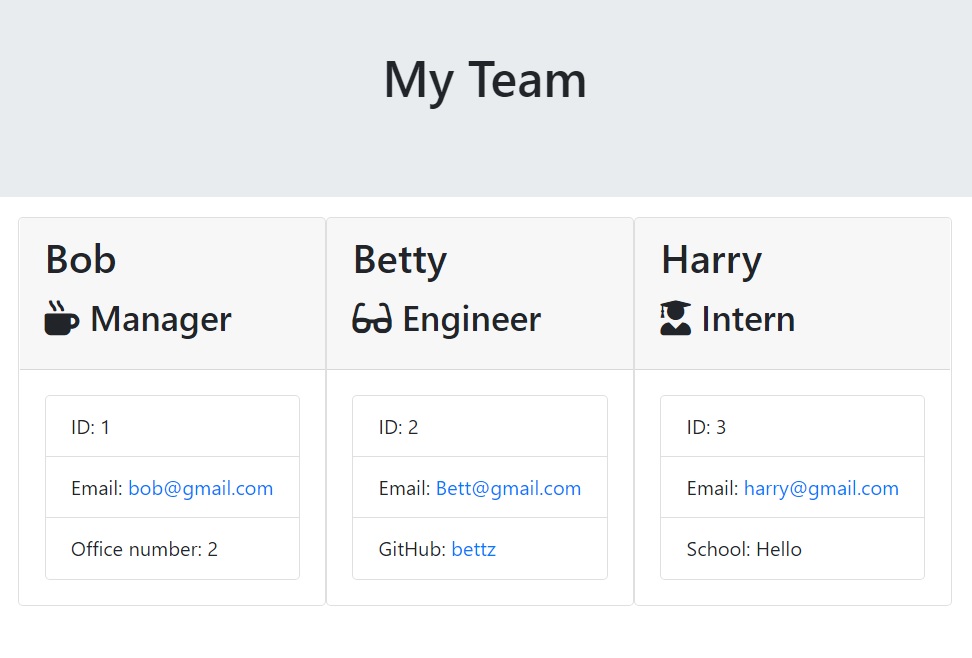 My Team
Bob
Manager
ID: 1
Email: bob@gmail.com
Office number: 2
Betty
Engineer
ID: 2
Email: Bett@gmail.com
GitHub: bettz
Harry
Intern
ID: 3
Email: harry@gmail.com
School: Hello